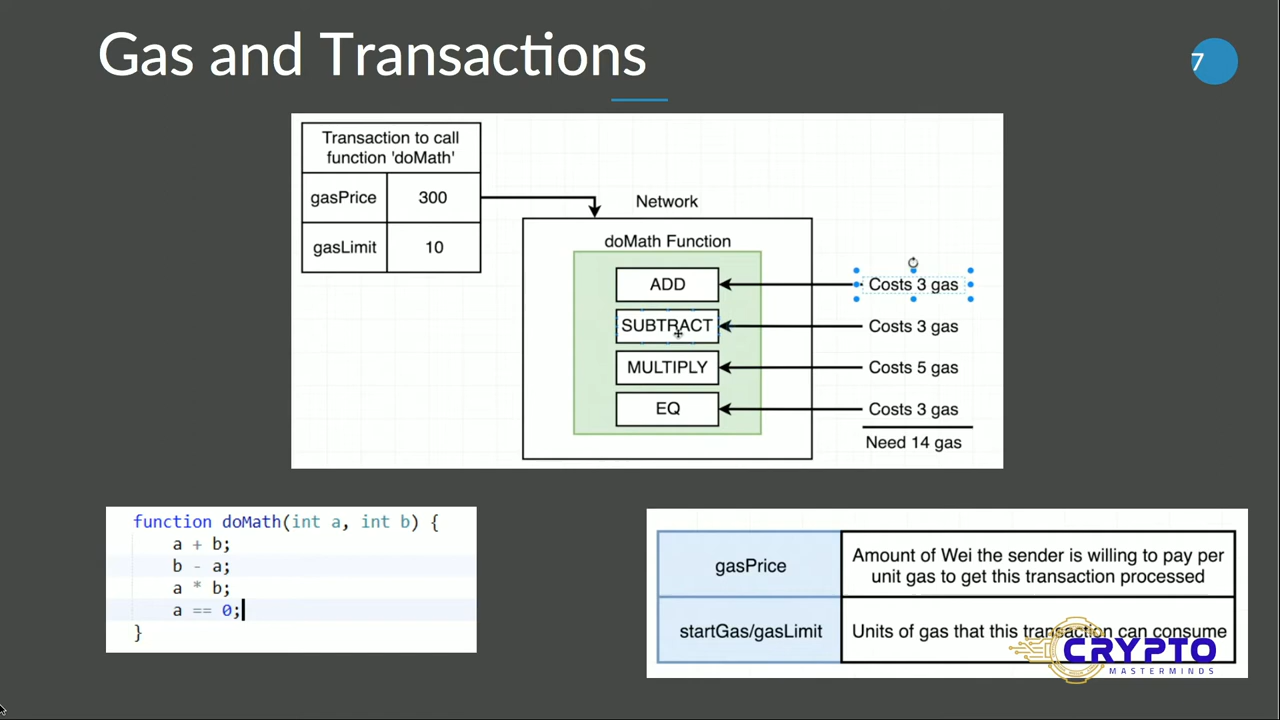 Gas and Transactions
7
Transaction to call
function 'doMath'
gasPrice 300
gasLimit 10
Network
doMath Function
ADD
SUBTRACT
MULTIPLY
EQ
Costs 3 gas
Costs 3 gas
Costs 5 gas
Costs 3 gas
Need 14 gas
function doMath(int a, int b) {
a + b;
b - a;
a * b;
a == 0;
}
gasPrice
Amount of Wei the sender is willing to pay per
unit gas to get this transaction processed
startGas/gasLimit
Units of gas that this transaction can consume
CRYPTO
MASTERMINDS